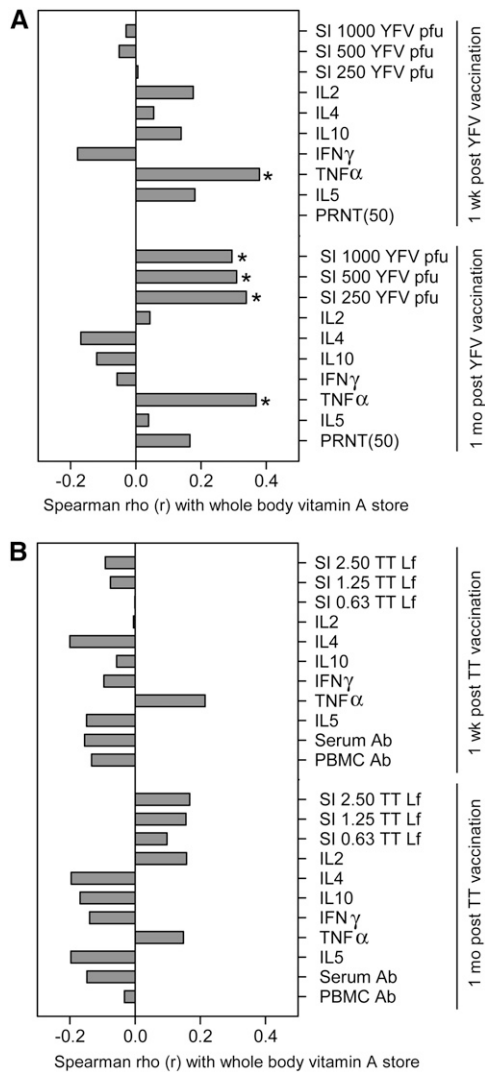 A
SI 1000 YFV pfu
SI 500 YFV pfu
SI 250 YFV pfu
IL2
IL4
IL10
IFNγ
TNFα
*
IL5
PRNT(50)
1 wk post YFV vaccination
SI 1000 YFV pfu
*
SI 500 YFV pfu
*
SI 250 YFV pfu
*
IL2
IL4
IL10
IFNγ
TNFα
*
IL5
PRNT(50)
1 mo post YFV vaccination
-0.2 0.0 0.2 0.4
Spearman rho (r) with whole body vitamin A store
B
SI 2.50 TT Lf
SI 1.25 TT Lf
SI 0.63 TT Lf
IL2
IL4
IL10
IFNγ
TNFα
IL5
Serum Ab
PBMC Ab
1 wk post TT vaccination
SI 2.50 TT Lf
SI 1.25 TT Lf
SI 0.63 TT Lf
IL2
IL4
IL10
IFNγ
TNFα
IL5
Serum Ab
PBMC Ab
1 mo post TT vaccination
-0.2 0.0 0.2 0.4
Spearman rho (r) with whole body vitamin A store